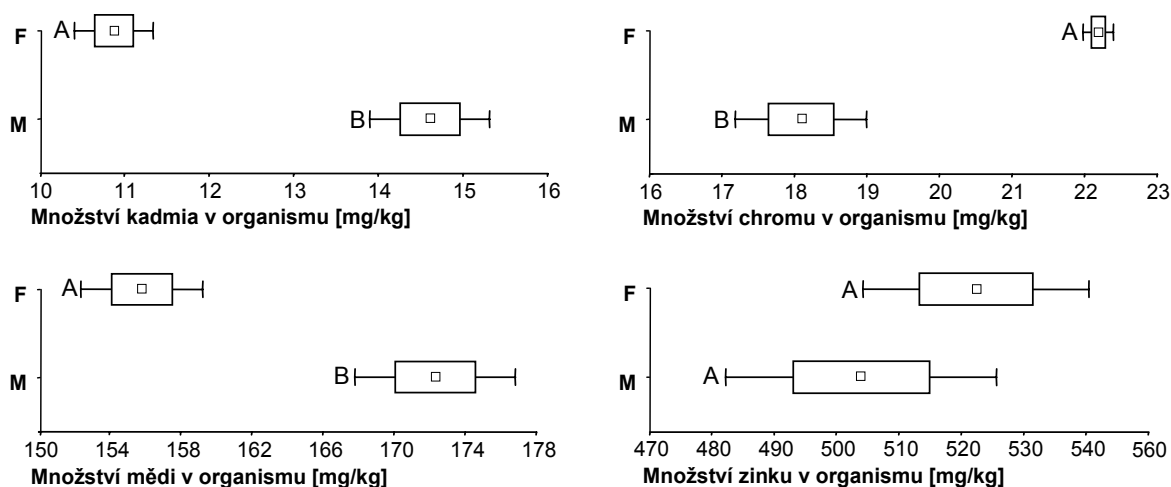 F
A
M
B
10 11 12 13 14 15 16
Množství kadmia v organismu [mg/kg]
F
A
M
B
16 17 18 19 20 21 22 23
Množství chromu v organismu [mg/kg]
F
A
M
B
150 154 158 162 166 170 174 178
Množství mědi v organismu [mg/kg]
F
A
M
A
470 480 490 500 510 520 530 540 560
Množství zinku v organismu [mg/kg]